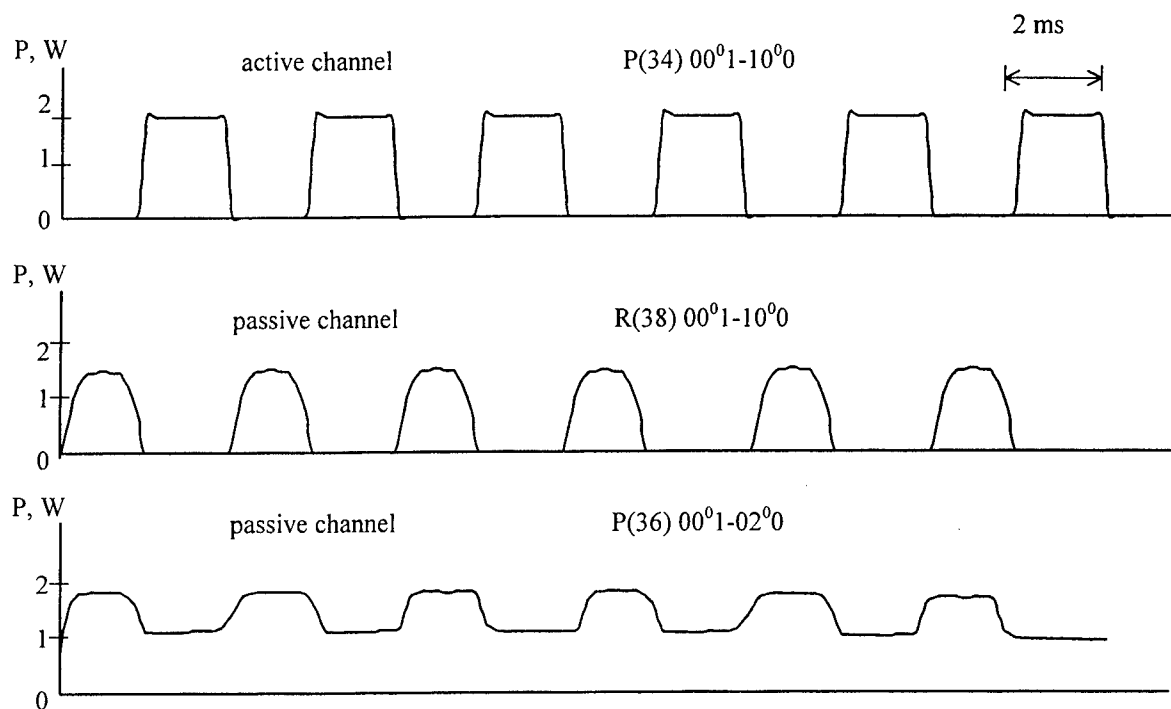 2 ms
P, W
active channel
P(34) 00⁰1-10⁰0
2
1
0
P, W
passive channel
R(38) 00⁰1-10⁰0
2
1
0
P, W
passive channel
P(36) 00⁰1-02⁰0
2
1
0